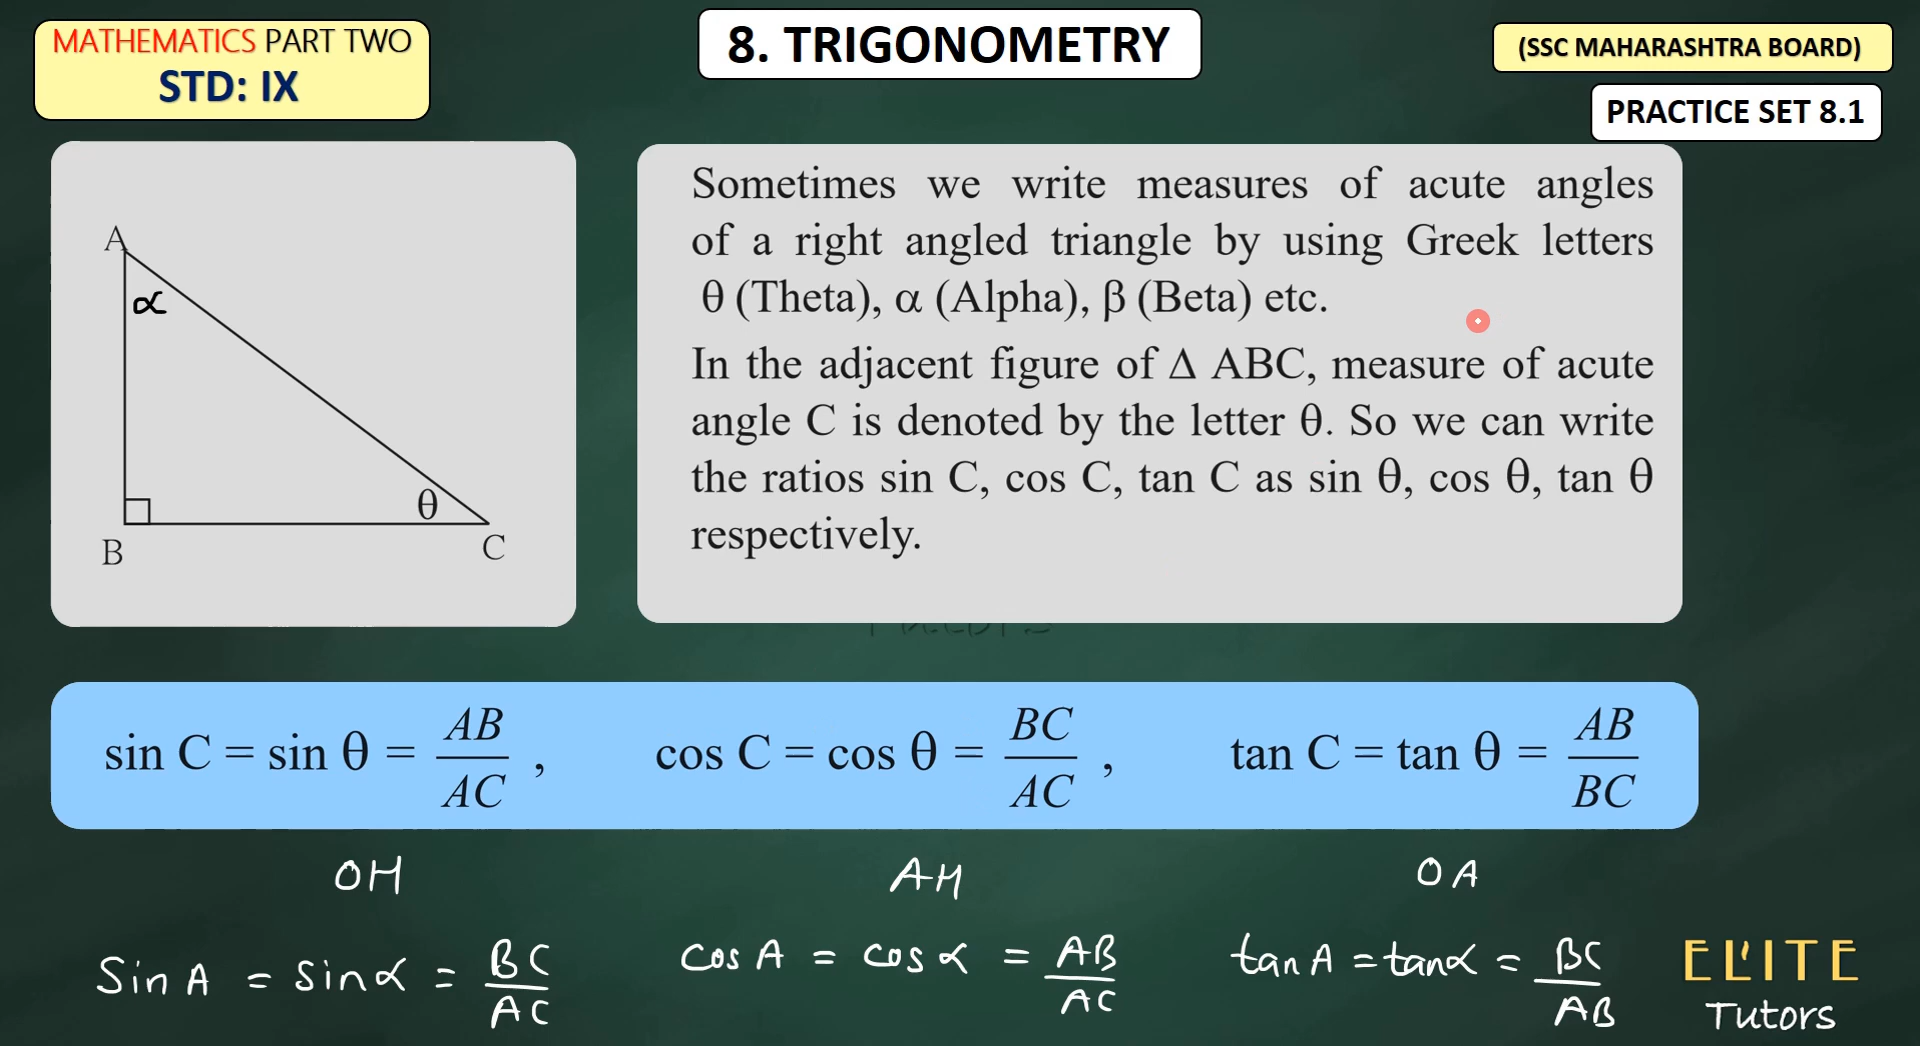 MATHEMATICS PART TWO
STD: IX
8. TRIGONOMETRY
(SSC MAHARASHTRA BOARD)
PRACTICE SET 8.1
A
α
θ
B
C
Sometimes we write measures of acute angles
of a right angled triangle by using Greek letters
θ (Theta), α (Alpha), β (Beta) etc.
In the adjacent figure of Δ ABC, measure of acute
angle C is denoted by the letter θ. So we can write
the ratios sin C, cos C, tan C as sin θ, cos θ, tan θ
respectively.
sin C = sin θ = AB/AC , cos C = cos θ = BC/AC , tan C = tan θ = AB/BC
OH AH OA
Sin A = sin α = BC/AC cos A = cos α = AB/AC tan A = tan α = BC/AB
ELITE
Tutors